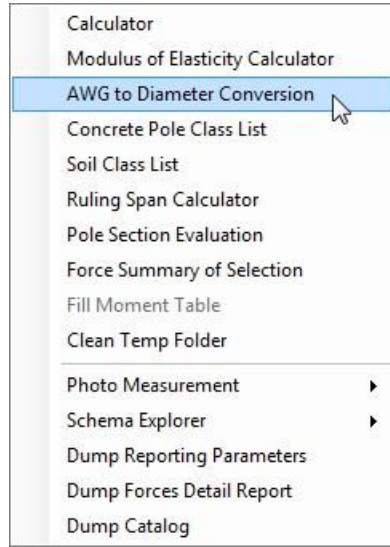 Calculator
Modulus of Elasticity Calculator
AWG to Diameter Conversion
Concrete Pole Class List
Soil Class List
Ruling Span Calculator
Pole Section Evaluation
Force Summary of Selection
Fill Moment Table
Clean Temp Folder
Photo Measurement
Schema Explorer
Dump Reporting Parameters
Dump Forces Detail Report
Dump Catalog